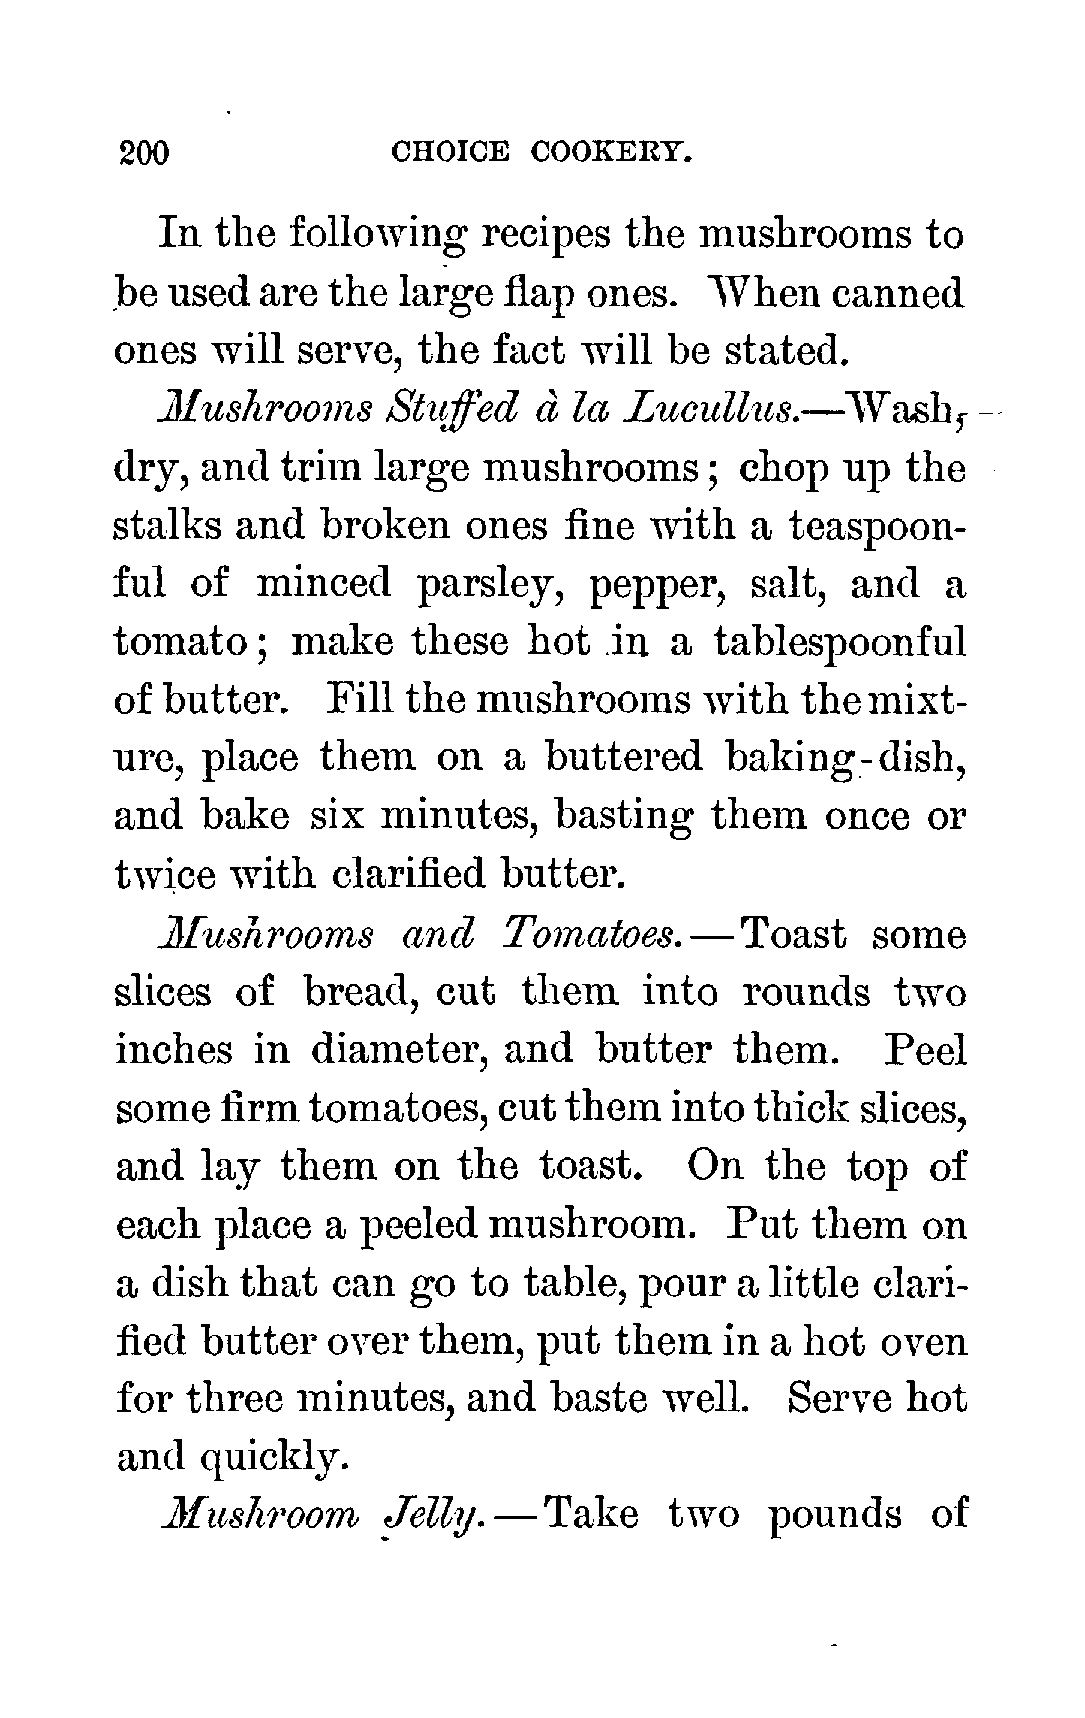 200 CHOICE COOKERY.
In the following recipes the mushrooms to
be used are the large flap ones. When canned
ones will serve, the fact will be stated.
Mushrooms Stuffed à la Lucullus.—Wash,
dry, and trim large mushrooms; chop up the
stalks and broken ones fine with a teaspoon-
ful of minced parsley, pepper, salt, and a
tomato; make these hot in a tablespoonful
of butter. Fill the mushrooms with the mixt-
ure, place them on a buttered baking-dish,
and bake six minutes, basting them once or
twice with clarified butter.
Mushrooms and Tomatoes.—Toast some
slices of bread, cut them into rounds two
inches in diameter, and butter them. Peel
some firm tomatoes, cut them into thick slices,
and lay them on the toast. On the top of
each place a peeled mushroom. Put them on
a dish that can go to table, pour a little clari-
fied butter over them, put them in a hot oven
for three minutes, and baste well. Serve hot
and quickly.
Mushroom Jelly.—Take two pounds of